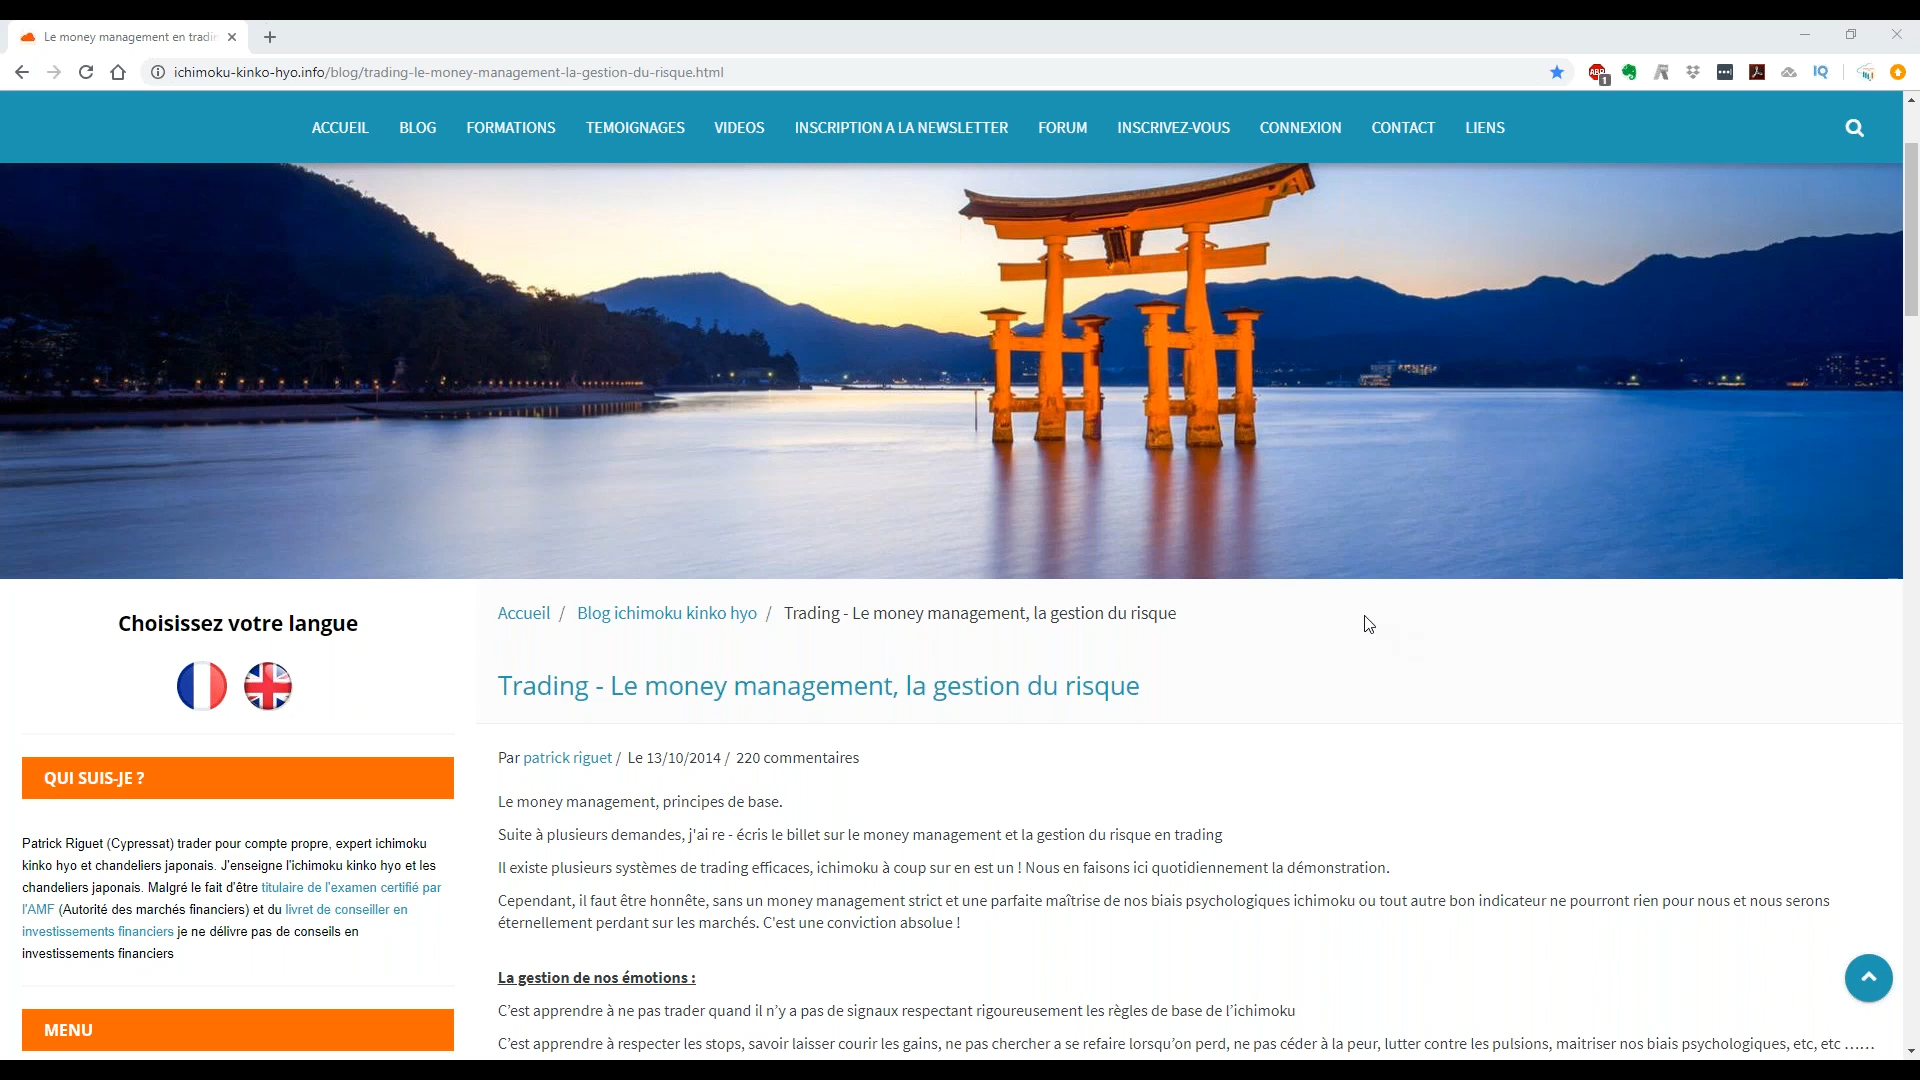 Le money management en tradin
ichimoku-kinko-hyo.info/blog/trading-le-money-management-la-gestion-du-risque.html
ABP
1
IQ
ACCUEIL BLOG FORMATIONS TEMOIGNAGES VIDEOS INSCRIPTION A LA NEWSLETTER FORUM INSCRIVEZ-VOUS CONNEXION CONTACT LIENS
Choisissez votre langue
QUI SUIS-JE ?
Patrick Riguet (Cypressat) trader pour compte propre, expert ichimoku
kinko hyo et chandeliers japonais. J'enseigne l'ichimoku kinko hyo et les
chandeliers japonais. Malgré le fait d'être titulaire de l'examen certifié par
l'AMF (Autorité des marchés financiers) et du livret de conseiller en
investissements financiers je ne délivre pas de conseils en
investissements financiers
MENU
Accueil / Blog ichimoku kinko hyo / Trading - Le money management, la gestion du risque
Trading - Le money management, la gestion du risque
Par patrick riguet / Le 13/10/2014 / 220 commentaires
Le money management, principes de base.
Suite à plusieurs demandes, j'ai re - écris le billet sur le money management et la gestion du risque en trading
Il existe plusieurs systèmes de trading efficaces, ichimoku à coup sur en est un ! Nous en faisons ici quotidiennement la démonstration.
Cependant, il faut être honnête, sans un money management strict et une parfaite maîtrise de nos biais psychologiques ichimoku ou tout autre bon indicateur ne pourront rien pour nous et nous serons
éternellement perdant sur les marchés. C'est une conviction absolue !
La gestion de nos émotions :
C'est apprendre à ne pas trader quand il n'y a pas de signaux respectant rigoureusement les règles de base de l'ichimoku
C'est apprendre à respecter les stops, savoir laisser courir les gains, ne pas chercher a se refaire lorsqu'on perd, ne pas céder à la peur, lutter contre les pulsions, maitriser nos biais psychologiques, etc, etc ......